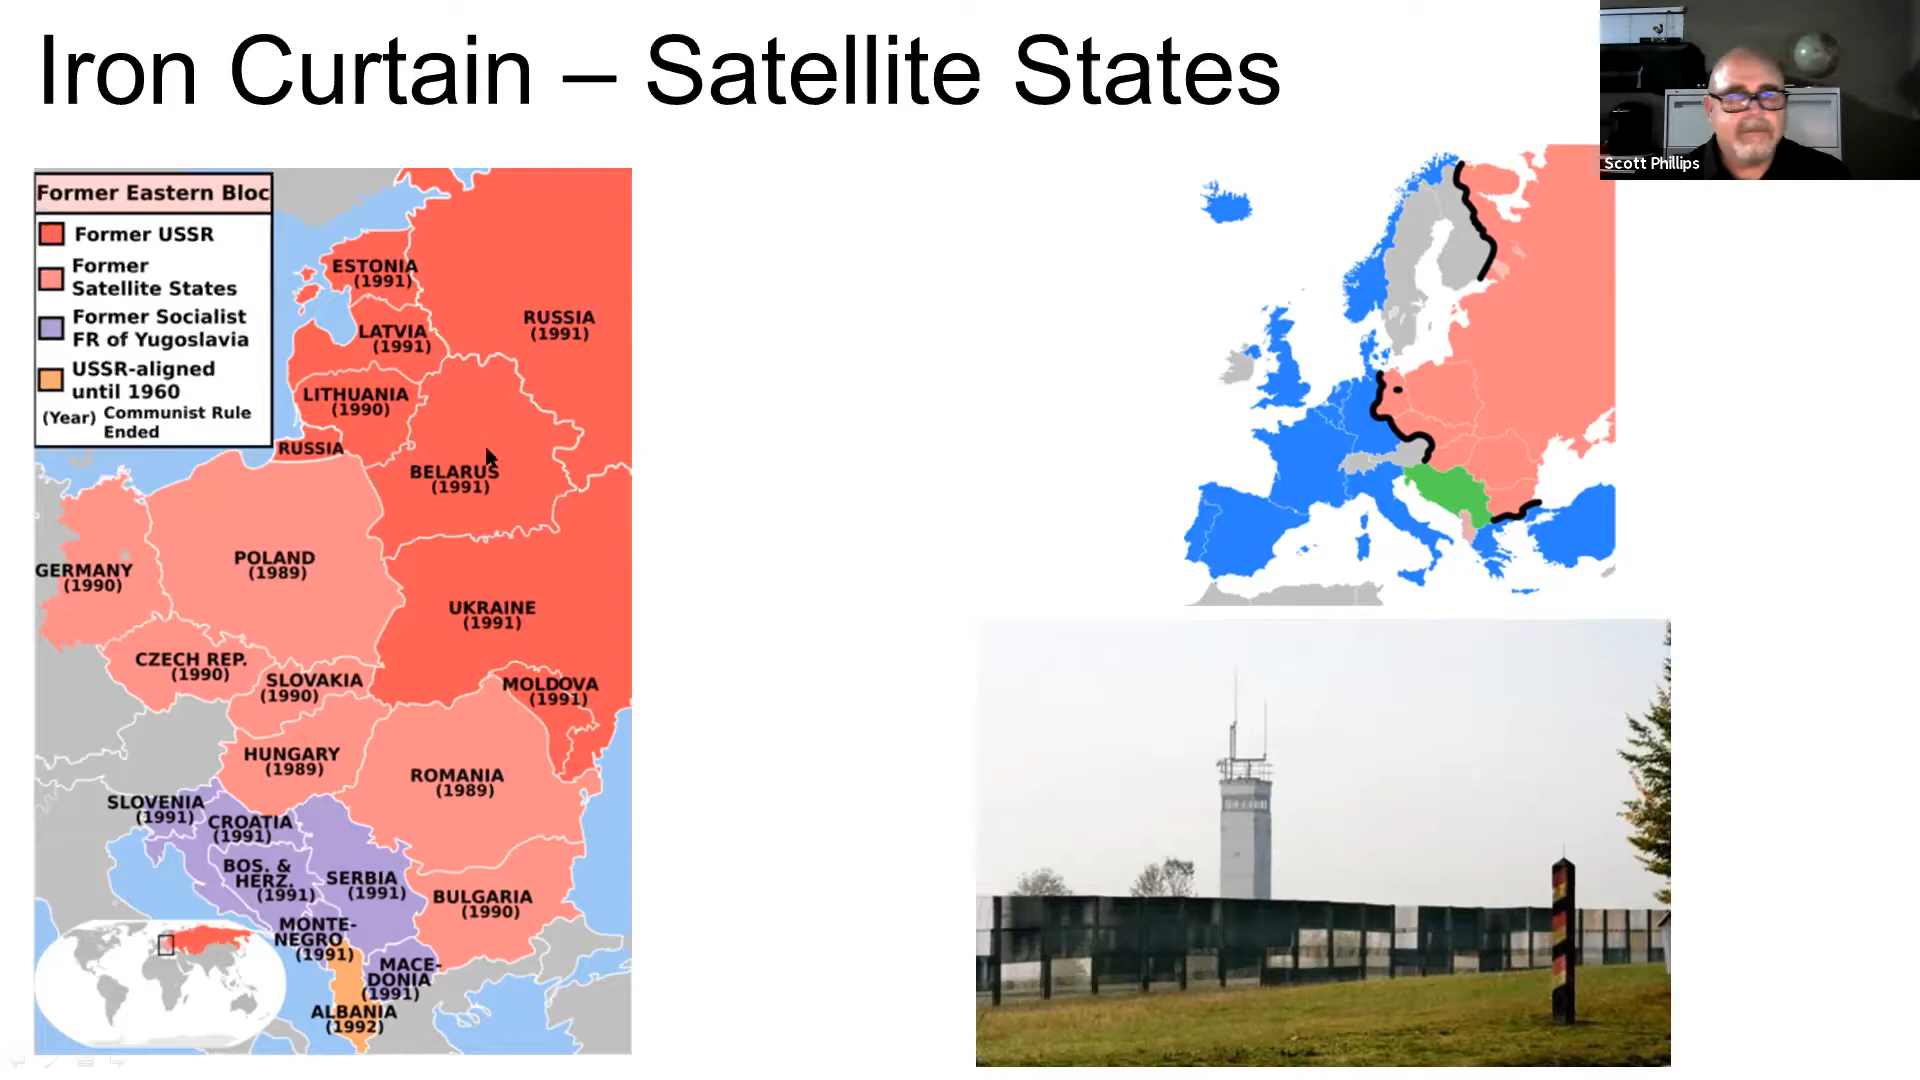 Iron Curtain – Satellite States
Scott Phillips
Former Eastern Bloc
Former USSR
Former
Satellite States
Former Socialist
FR of Yugoslavia
USSR-aligned
until 1960
(Year) Communist Rule
Ended
ESTONIA
(1991)
RUSSIA
(1991)
LATVIA
(1991)
LITHUANIA
(1990)
RUSSIA
BELARUS
(1991)
GERMANY
(1990)
POLAND
(1989)
UKRAINE
(1991)
CZECH REP.
(1990)
SLOVAKIA
(1990)
MOLDOVA
(1991)
HUNGARY
(1989)
ROMANIA
(1989)
SLOVENIA
(1991)
CROATIA
(1991)
BOS. &
HERZ.
(1991)
SERBIA
(1991)
BULGARIA
(1990)
MONTE-
NEGRO
(1991)
MACE-
DONIA
(1991)
ALBANIA
(1992)